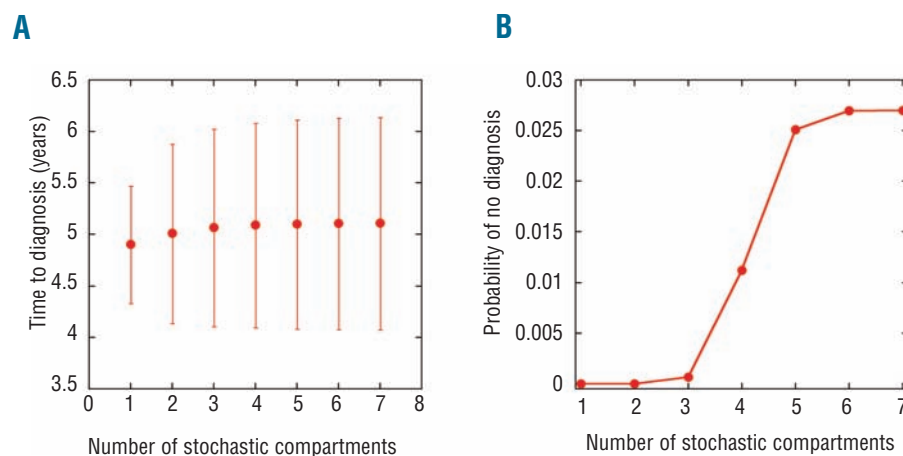 A
Time to diagnosis (years)
6.5
6
5.5
5
4.5
4
3.5
0 1 2 3 4 5 6 7 8
Number of stochastic compartments
B
Probability of no diagnosis
0.03
0.025
0.02
0.015
0.01
0.005
0
1 2 3 4 5 6 7
Number of stochastic compartments